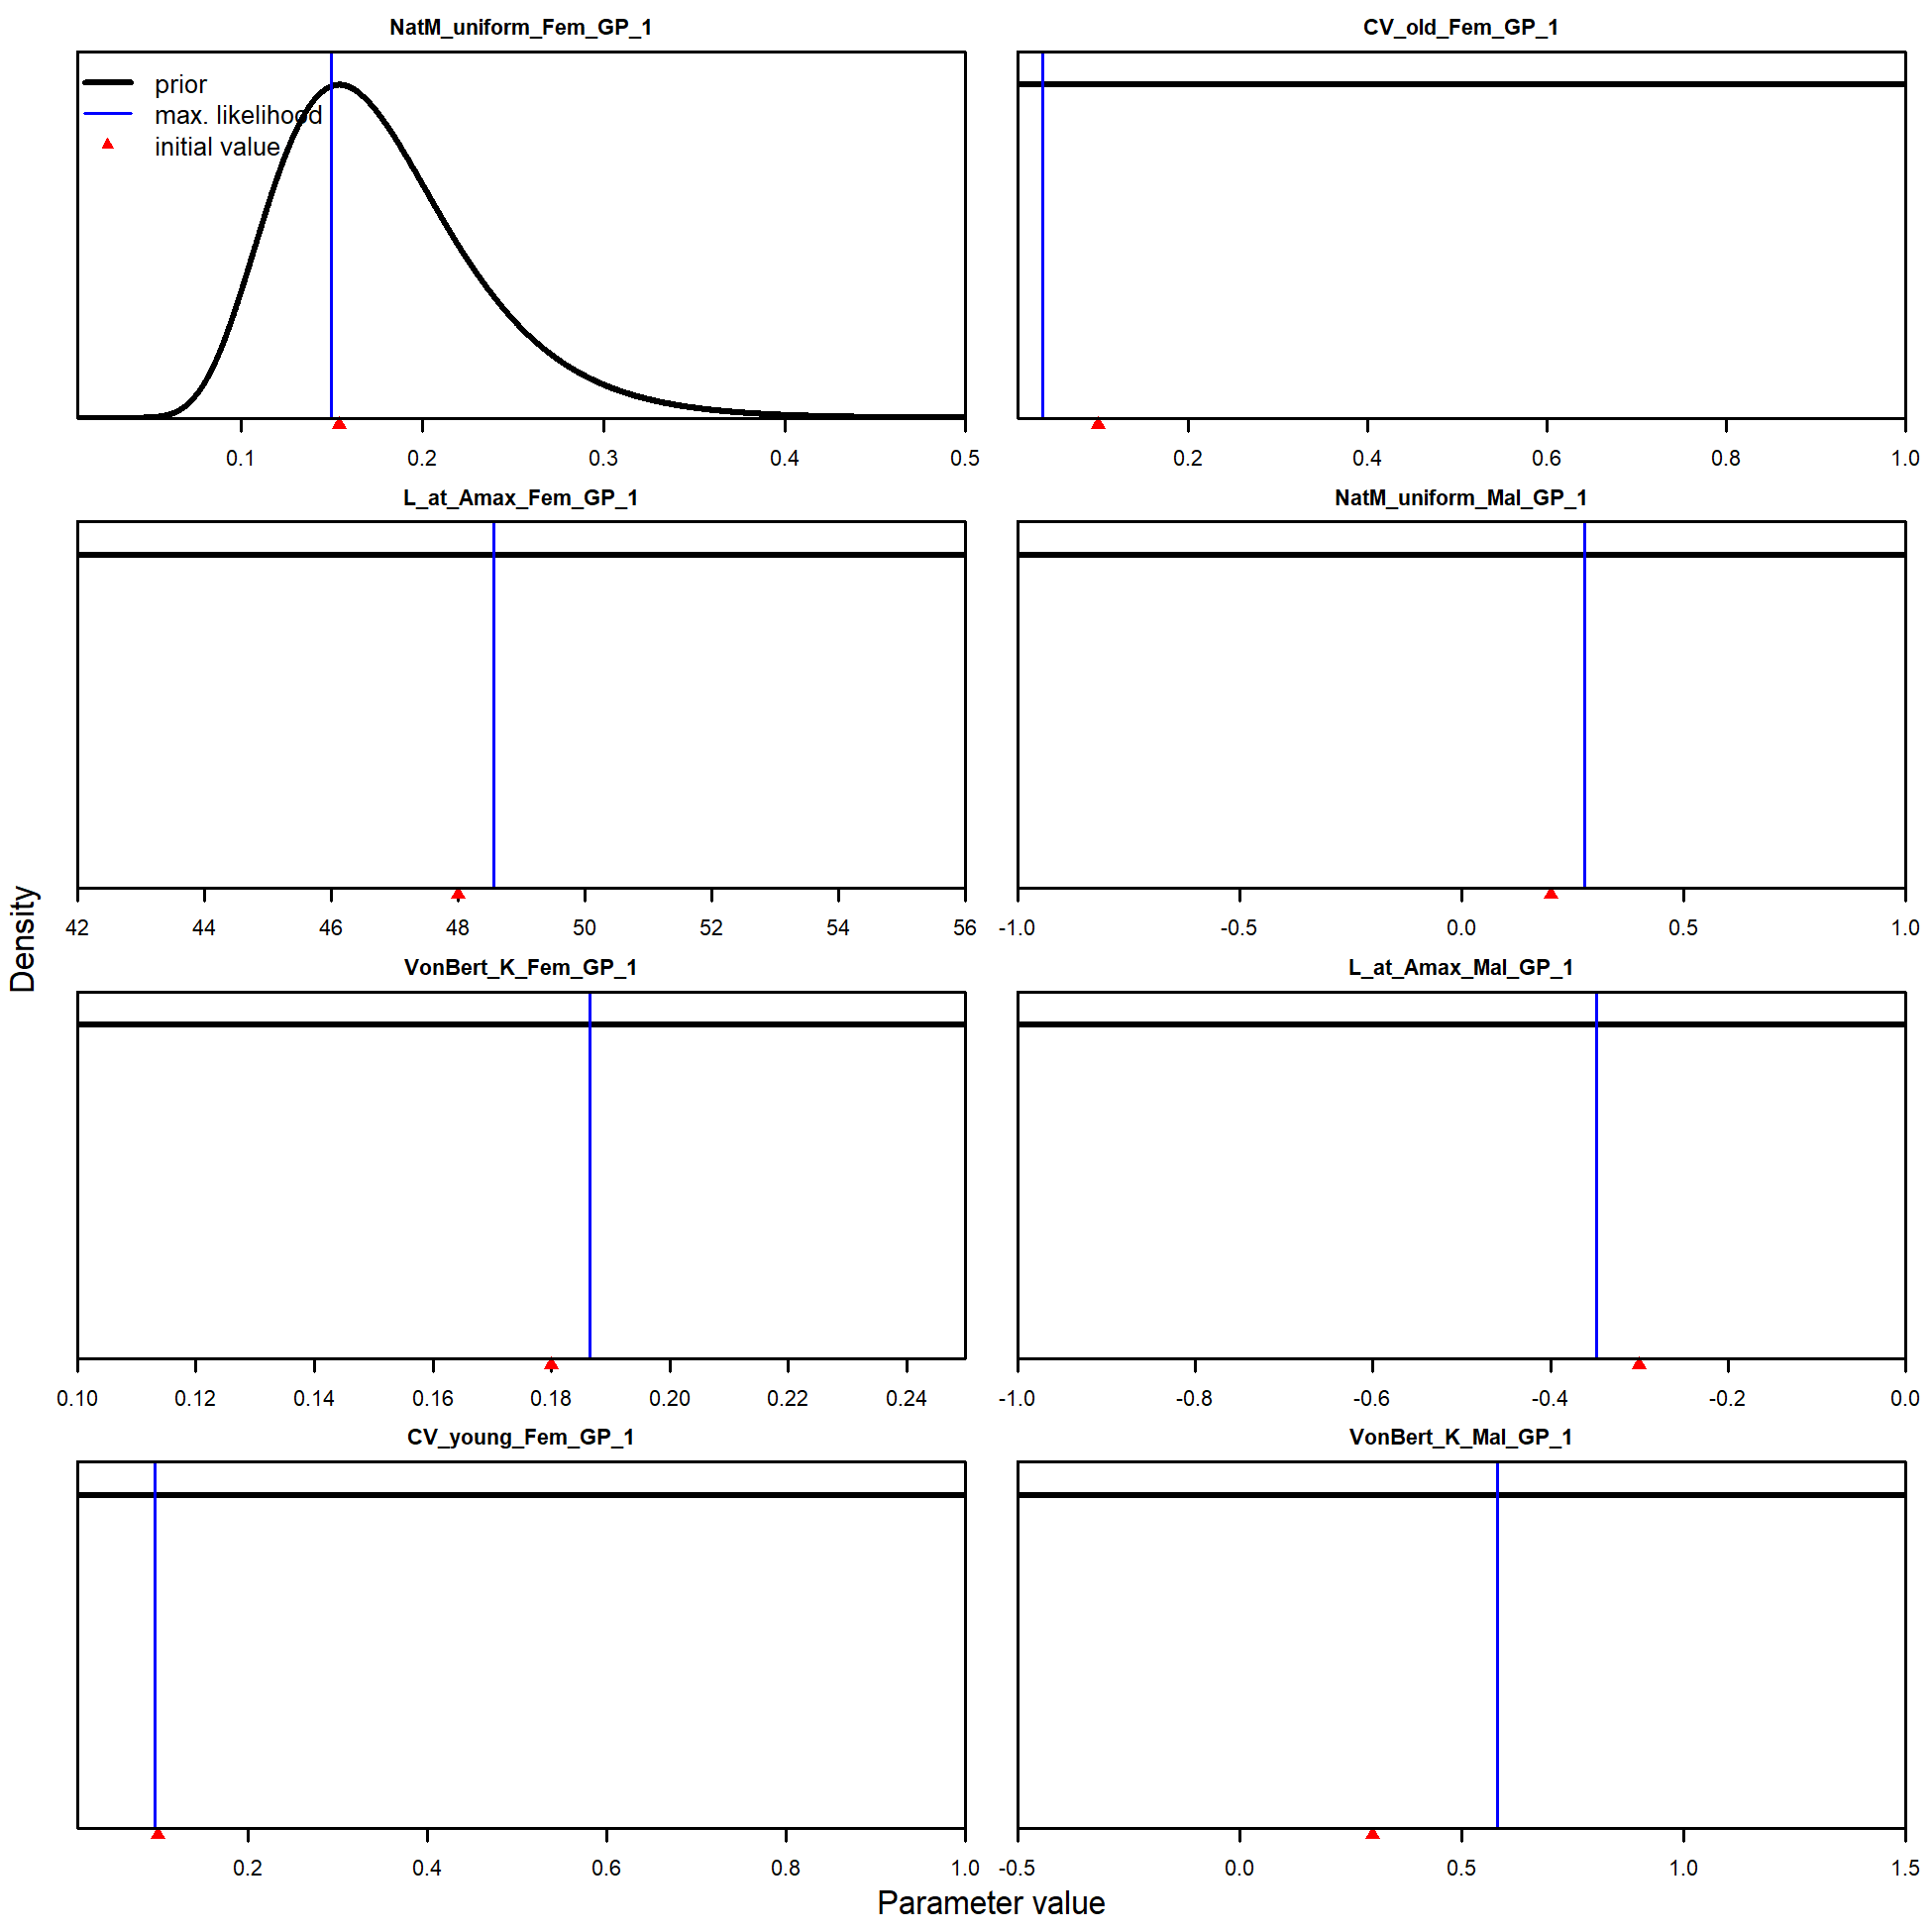 NatM_uniform_Fem_GP_1
prior
max. likelihood
initial value
0.1 0.2 0.3 0.4 0.5
CV_old_Fem_GP_1
0.2 0.4 0.6 0.8 1.0
L_at_Amax_Fem_GP_1
42 44 46 48 50 52 54 56
NatM_uniform_Mal_GP_1
-1.0 -0.5 0.0 0.5 1.0
VonBert_K_Fem_GP_1
0.10 0.12 0.14 0.16 0.18 0.20 0.22 0.24
L_at_Amax_Mal_GP_1
-1.0 -0.8 -0.6 -0.4 -0.2 0.0
CV_young_Fem_GP_1
0.2 0.4 0.6 0.8 1.0
VonBert_K_Mal_GP_1
-0.5 0.0 0.5 1.0 1.5
Density
Parameter value